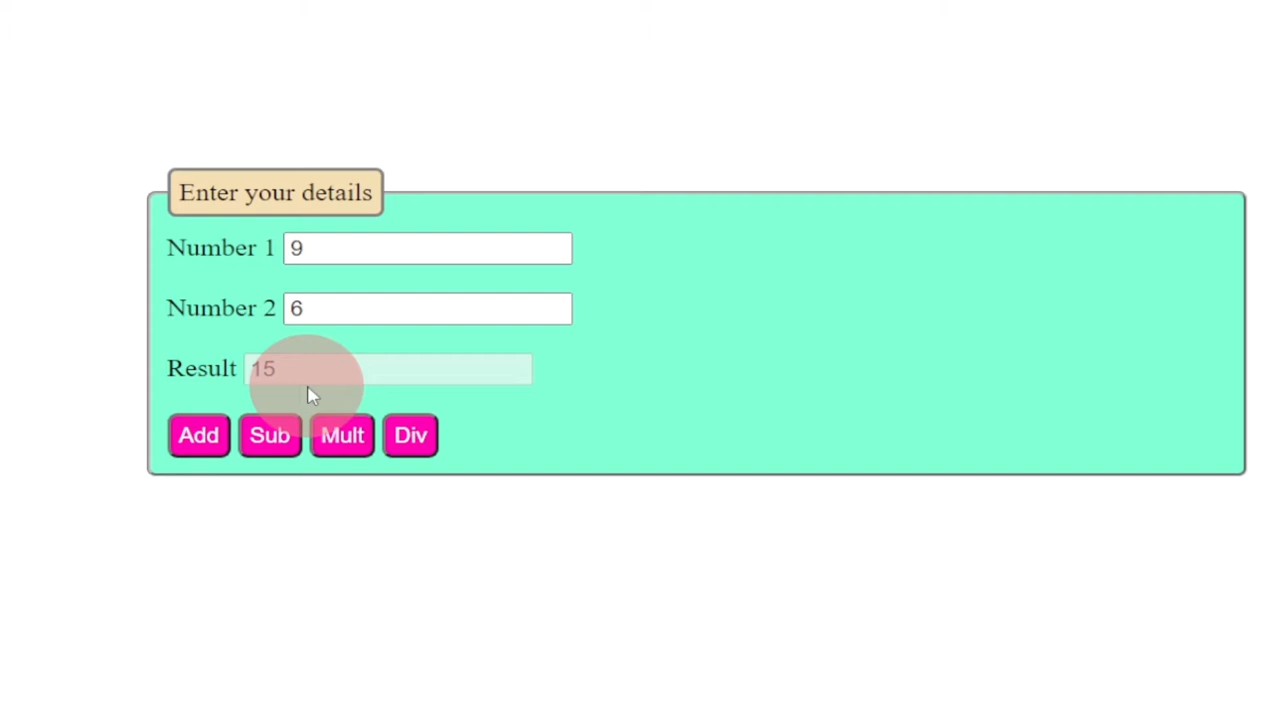 Enter your details
Number 1 9
Number 2 6
Result 15
Add Sub Mult Div